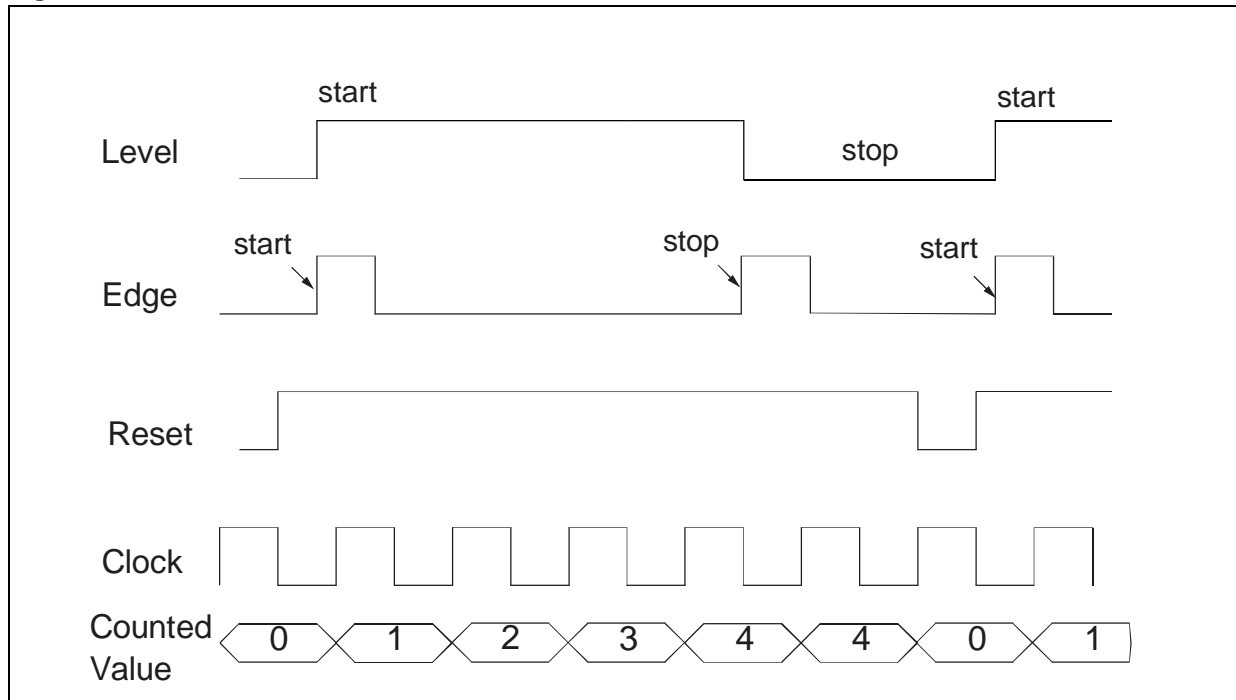 start
start
Level
stop
start
stop
start
Edge
Reset
Clock
Counted
Value
0 1 2 3 4 4 0 1